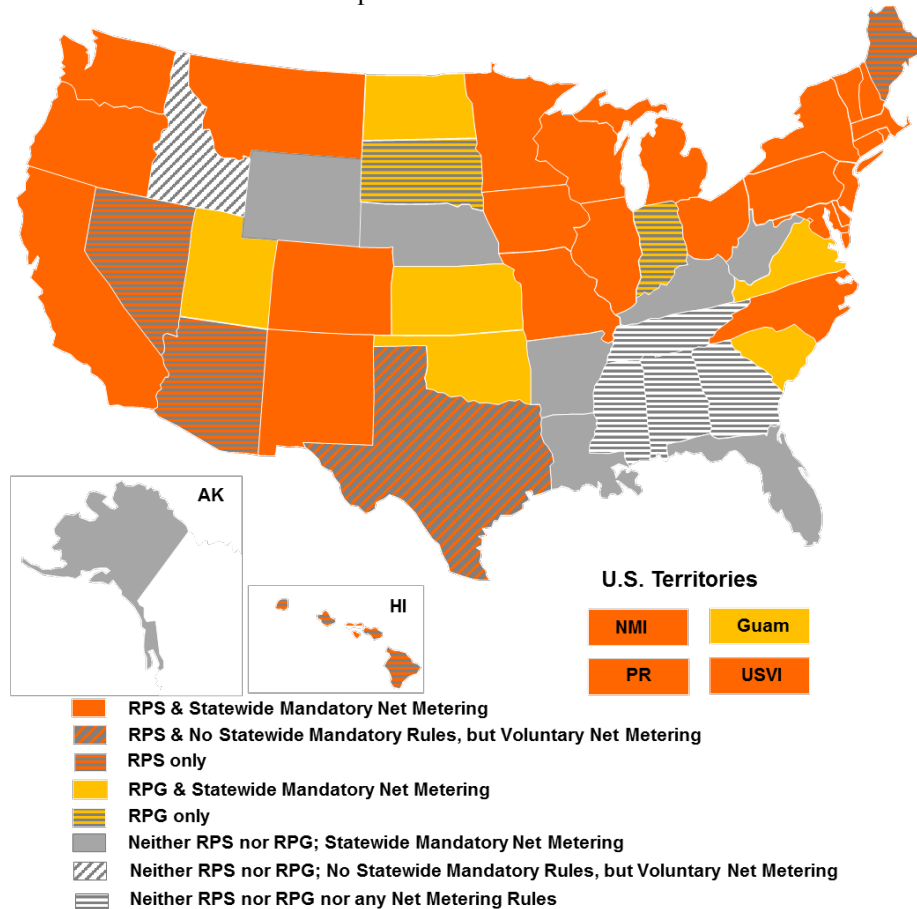 AK
HI
U.S. Territories
NMI
Guam
PR
USVI
RPS & Statewide Mandatory Net Metering
RPS & No Statewide Mandatory Rules, but Voluntary Net Metering
RPS only
RPG & Statewide Mandatory Net Metering
RPG only
Neither RPS nor RPG; Statewide Mandatory Net Metering
Neither RPS nor RPG; No Statewide Mandatory Rules, but Voluntary Net Metering
Neither RPS nor RPG nor any Net Metering Rules